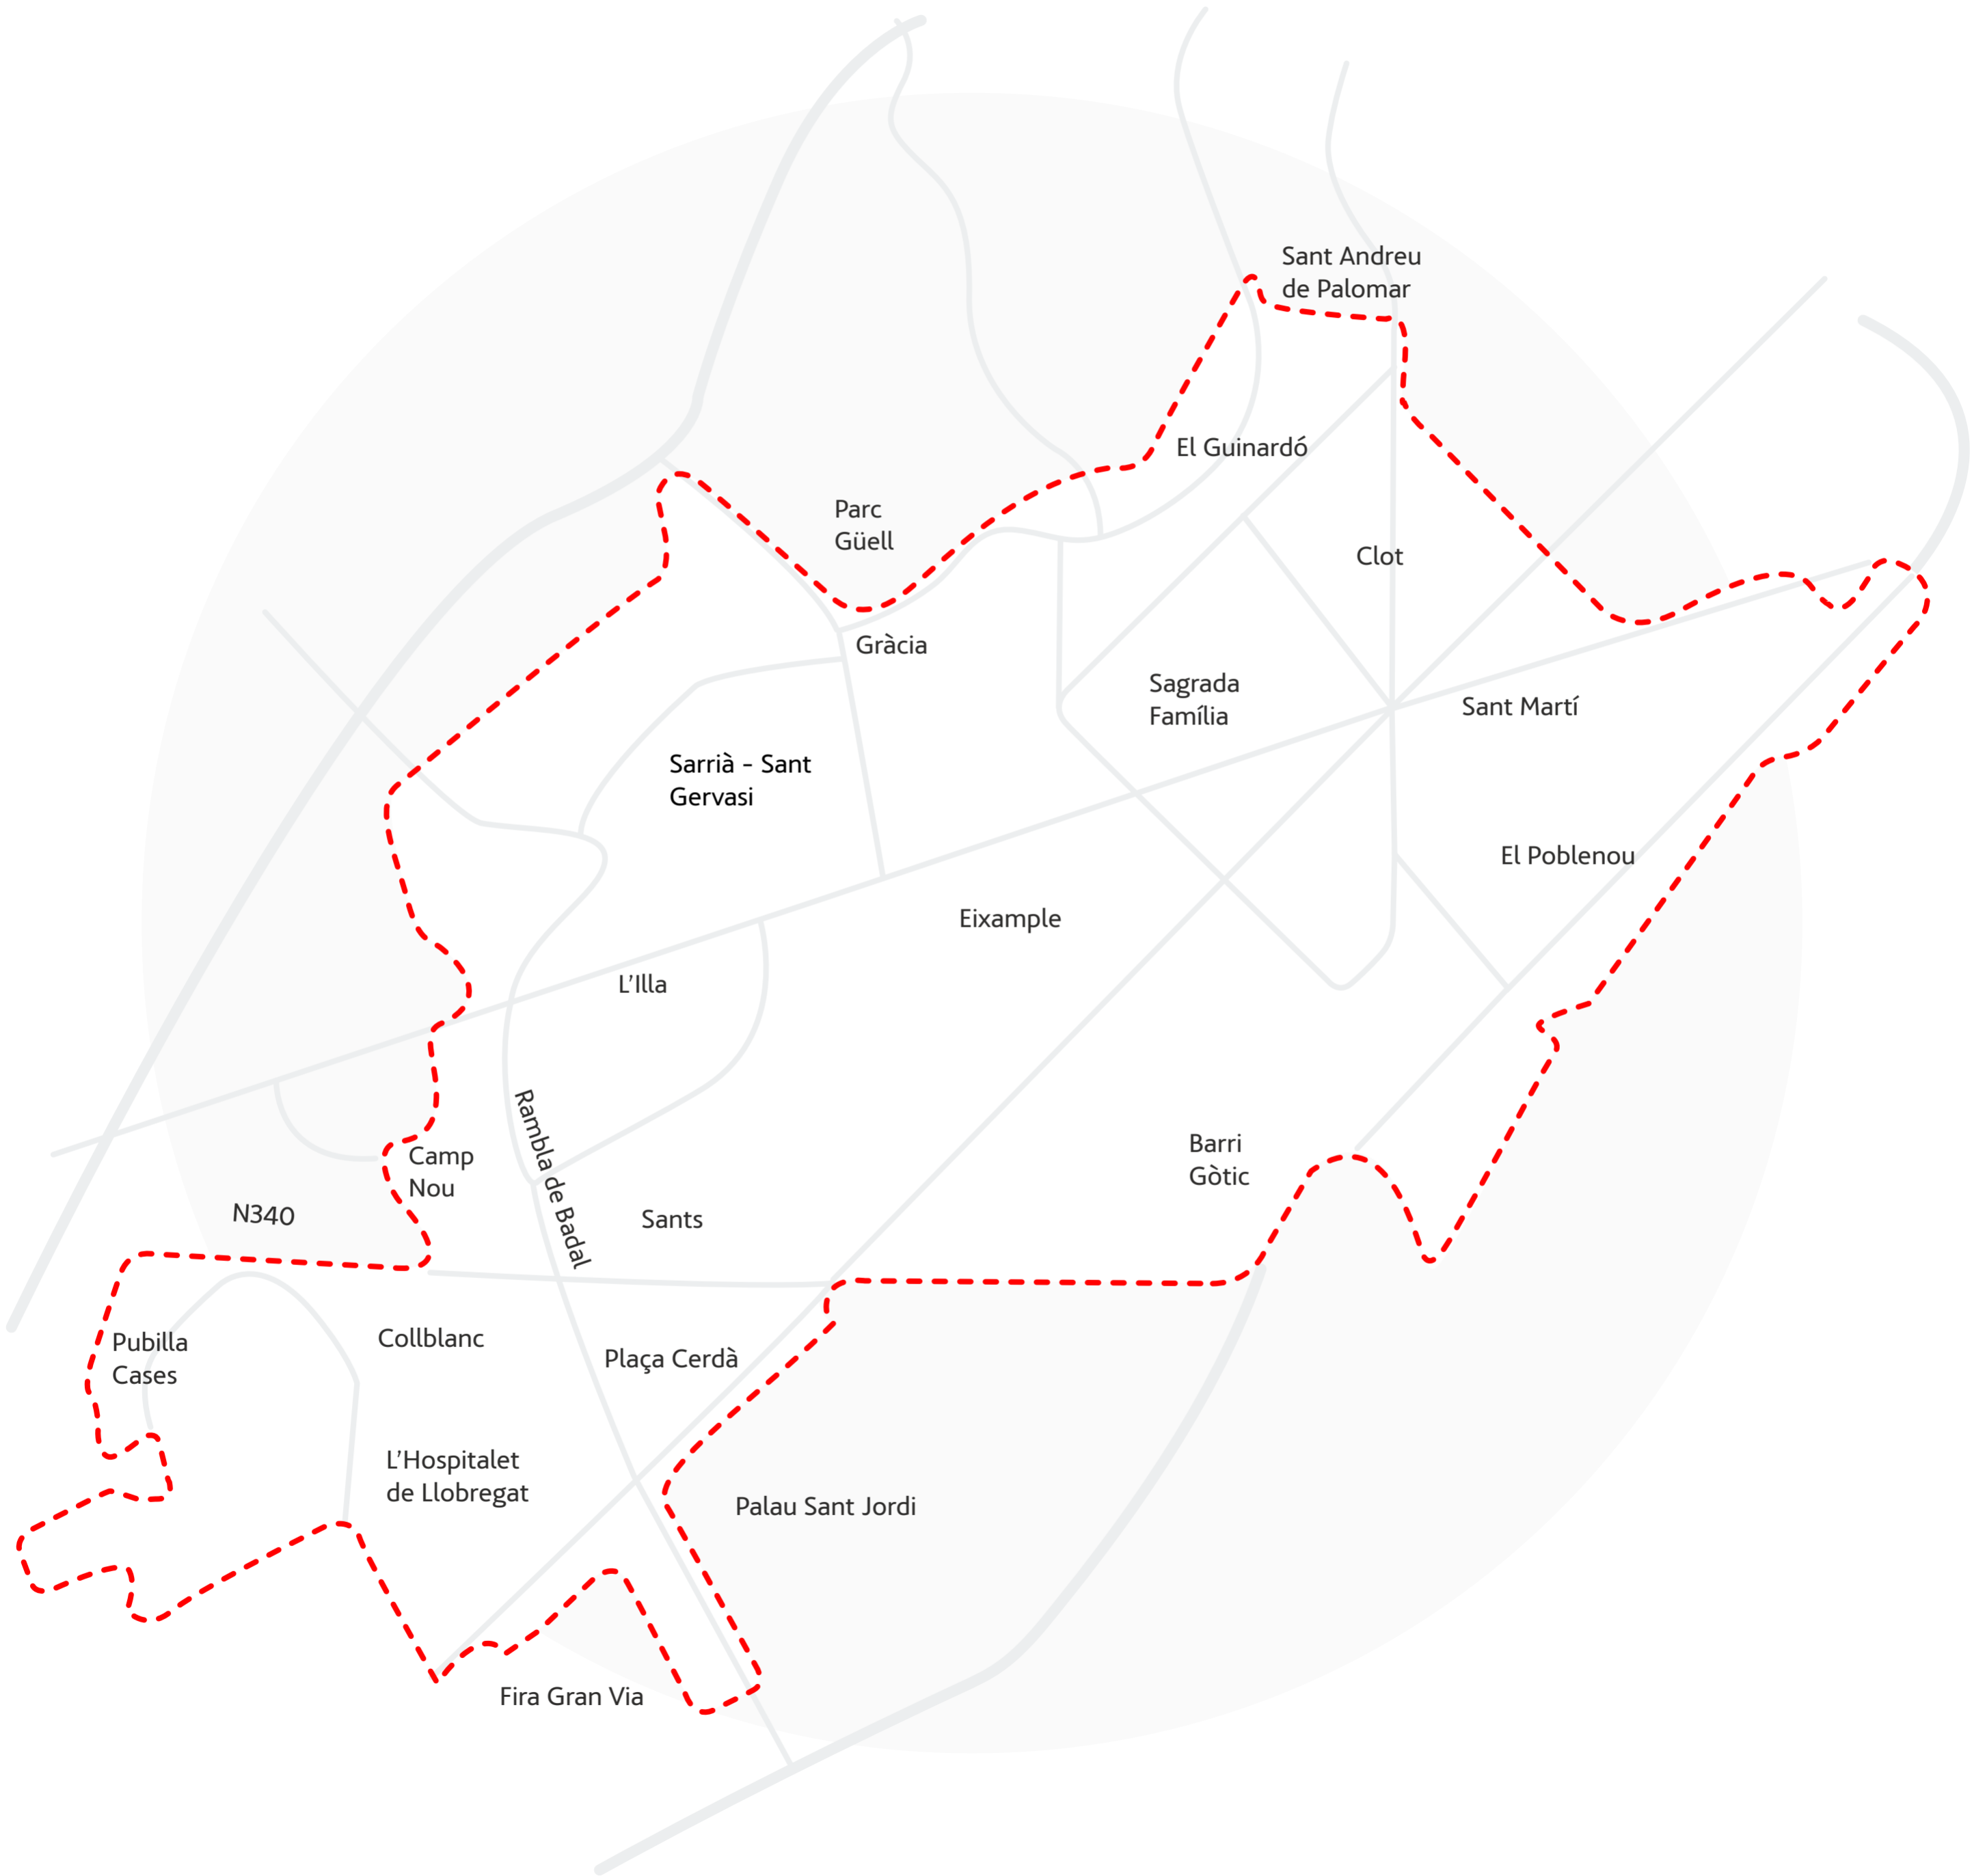 Sant Andreu
de Palomar
El Guinardó
Parc
Güell
Clot
Gràcia
Sagrada
Família
Sant Martí
Sarrià - Sant
Gervasi
El Poblenou
Eixample
L'Illa
Rambla de Badal
Barri
Gòtic
Camp
Nou
N340
Sants
Pubilla
Cases
Collblanc
Plaça Cerdà
L'Hospitalet
de Llobregat
Palau Sant Jordi
Fira Gran Via